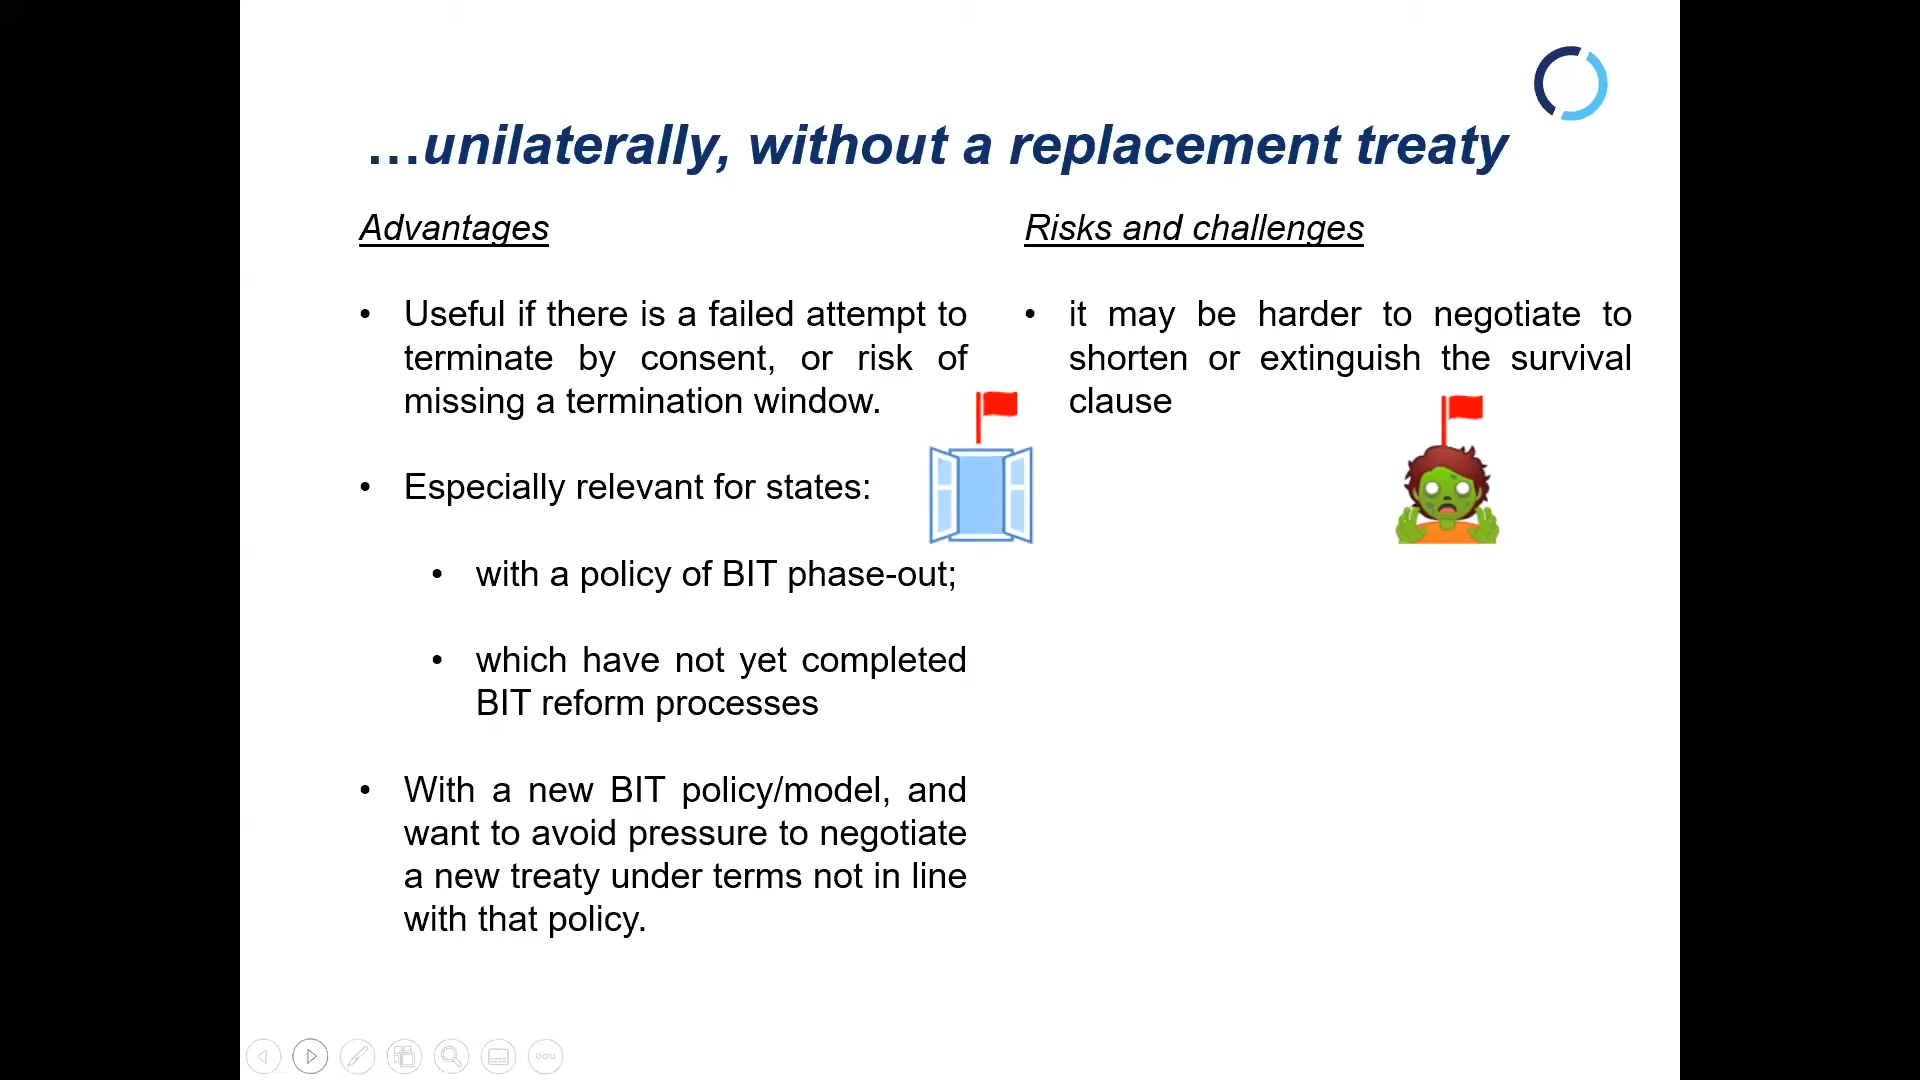 …unilaterally, without a replacement treaty
Advantages
• Useful if there is a failed attempt to
terminate by consent, or risk of
missing a termination window.
• Especially relevant for states:
• with a policy of BIT phase-out;
• which have not yet completed
BIT reform processes
• With a new BIT policy/model, and
want to avoid pressure to negotiate
a new treaty under terms not in line
with that policy.
Risks and challenges
• it may be harder to negotiate to
shorten or extinguish the survival
clause